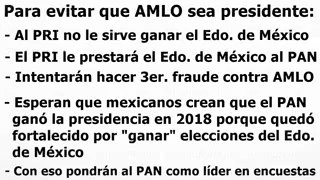 Para evitar que AMLO sea presidente:
- Al PRI no le sirve ganar el Edo. de México
- El PRI le prestará el Edo. de México al PAN
- Intentarán hacer 3er. fraude contra AMLO
- Esperan que mexicanos crean que el PAN
ganó la presidencia en 2018 porque quedó
fortalecido por "ganar" elecciones del Edo.
de México
- Con eso pondrán al PAN como líder en encuestas